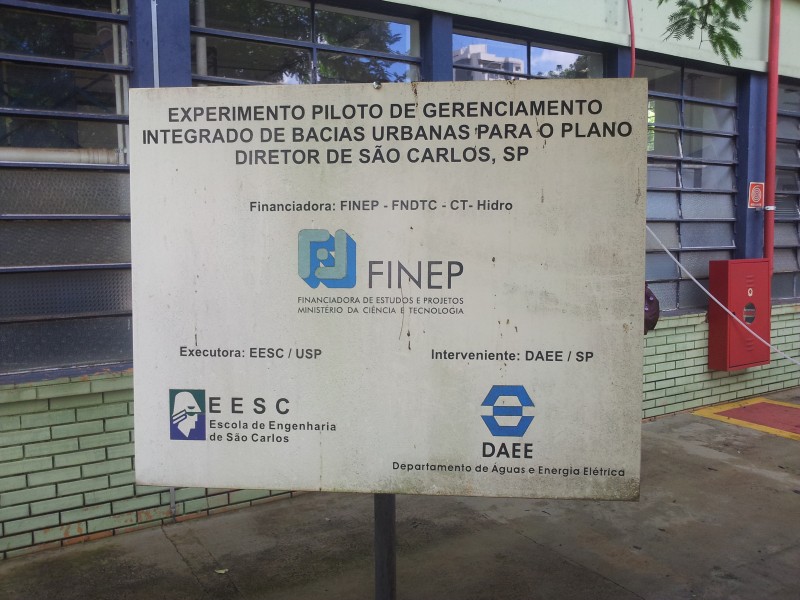 EXPERIMENTO PILOTO DE GERENCIAMENTO
INTEGRADO DE BACIAS URBANAS PARA O PLANO
DIRETOR DE SÃO CARLOS, SP
Financiadora: FINEP - FNDTC - CT- Hidro
FINEP
FINANCIADORA DE ESTUDOS E PROJETOS
MINISTÉRIO DA CIÊNCIA E TECNOLOGIA
Executora: EESC / USP
Interveniente: DAEE / SP
EESC
Escola de Engenharia
de São Carlos
DAEE
Departamento de Águas e Energia Elétrica